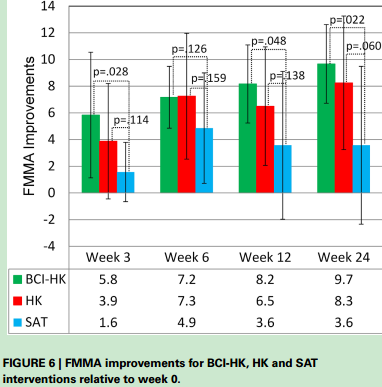 14
12
10
8
6
4
2
0
-2
-4
FMMA Improvements
p=.028
p=.114
p=.126
p=.159
p=.048
p=.138
p=.022
p=.060
Week 3 Week 6 Week 12 Week 24
BCI-HK 5.8 7.2 8.2 9.7
HK 3.9 7.3 6.5 8.3
SAT 1.6 4.9 3.6 3.6
FIGURE 6 | FMMA improvements for BCI-HK, HK and SAT
interventions relative to week 0.